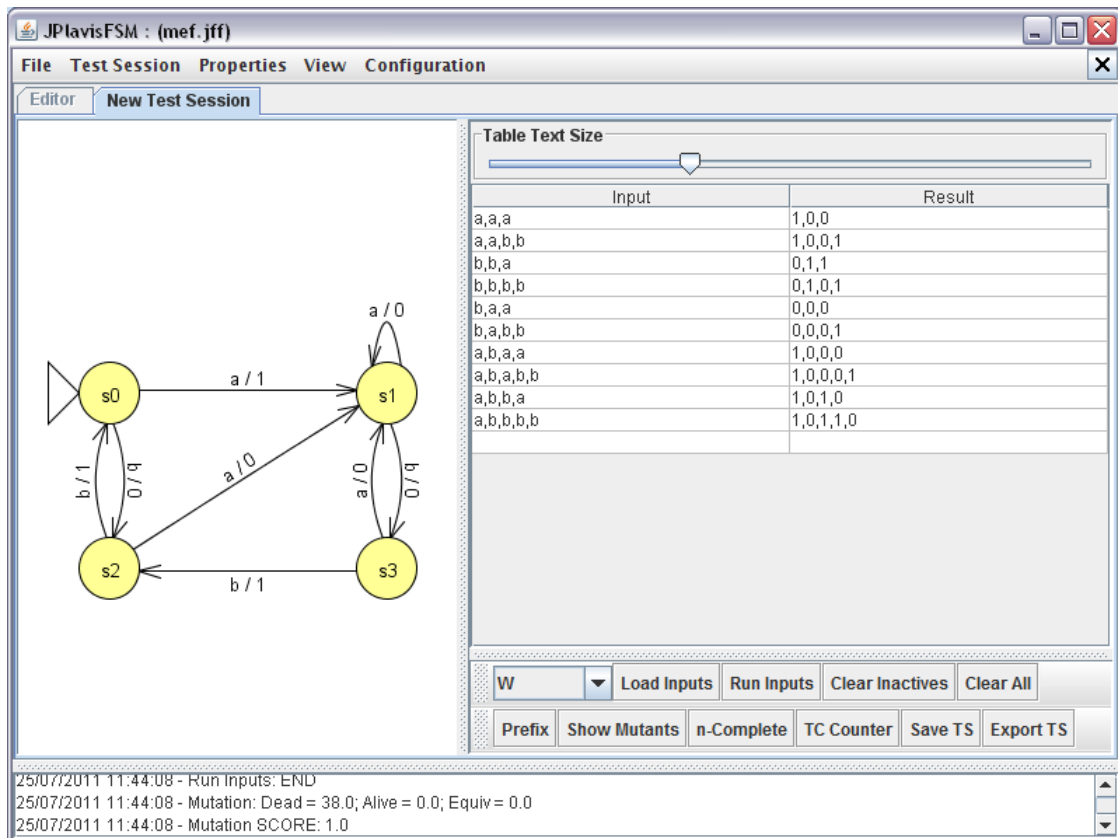 JPlavisFSM : (mef.jff)
File Test Session Properties View Configuration
Editor New Test Session
a / 0
s0
a / 1
s1
b / 1
b / 0
a / 0
a / 0
b / 0
s2
b / 1
s3
Table Text Size
Input Result
a,a,a 1,0,0
a,a,b,b 1,0,0,1
b,b,a 0,1,1
b,b,b,b 0,1,0,1
b,a,a 0,0,0
b,a,b,b 0,0,0,1
a,b,a,a 1,0,0,0
a,b,a,b,b 1,0,0,0,1
a,b,b,a 1,0,1,0
a,b,b,b,b 1,0,1,1,0
W Load Inputs Run Inputs Clear Inactives Clear All
Prefix Show Mutants n-Complete TC Counter Save TS Export TS
25/07/2011 11:44:08 - Run Inputs: END
25/07/2011 11:44:08 - Mutation: Dead = 38.0; Alive = 0.0; Equiv = 0.0
25/07/2011 11:44:08 - Mutation SCORE: 1.0